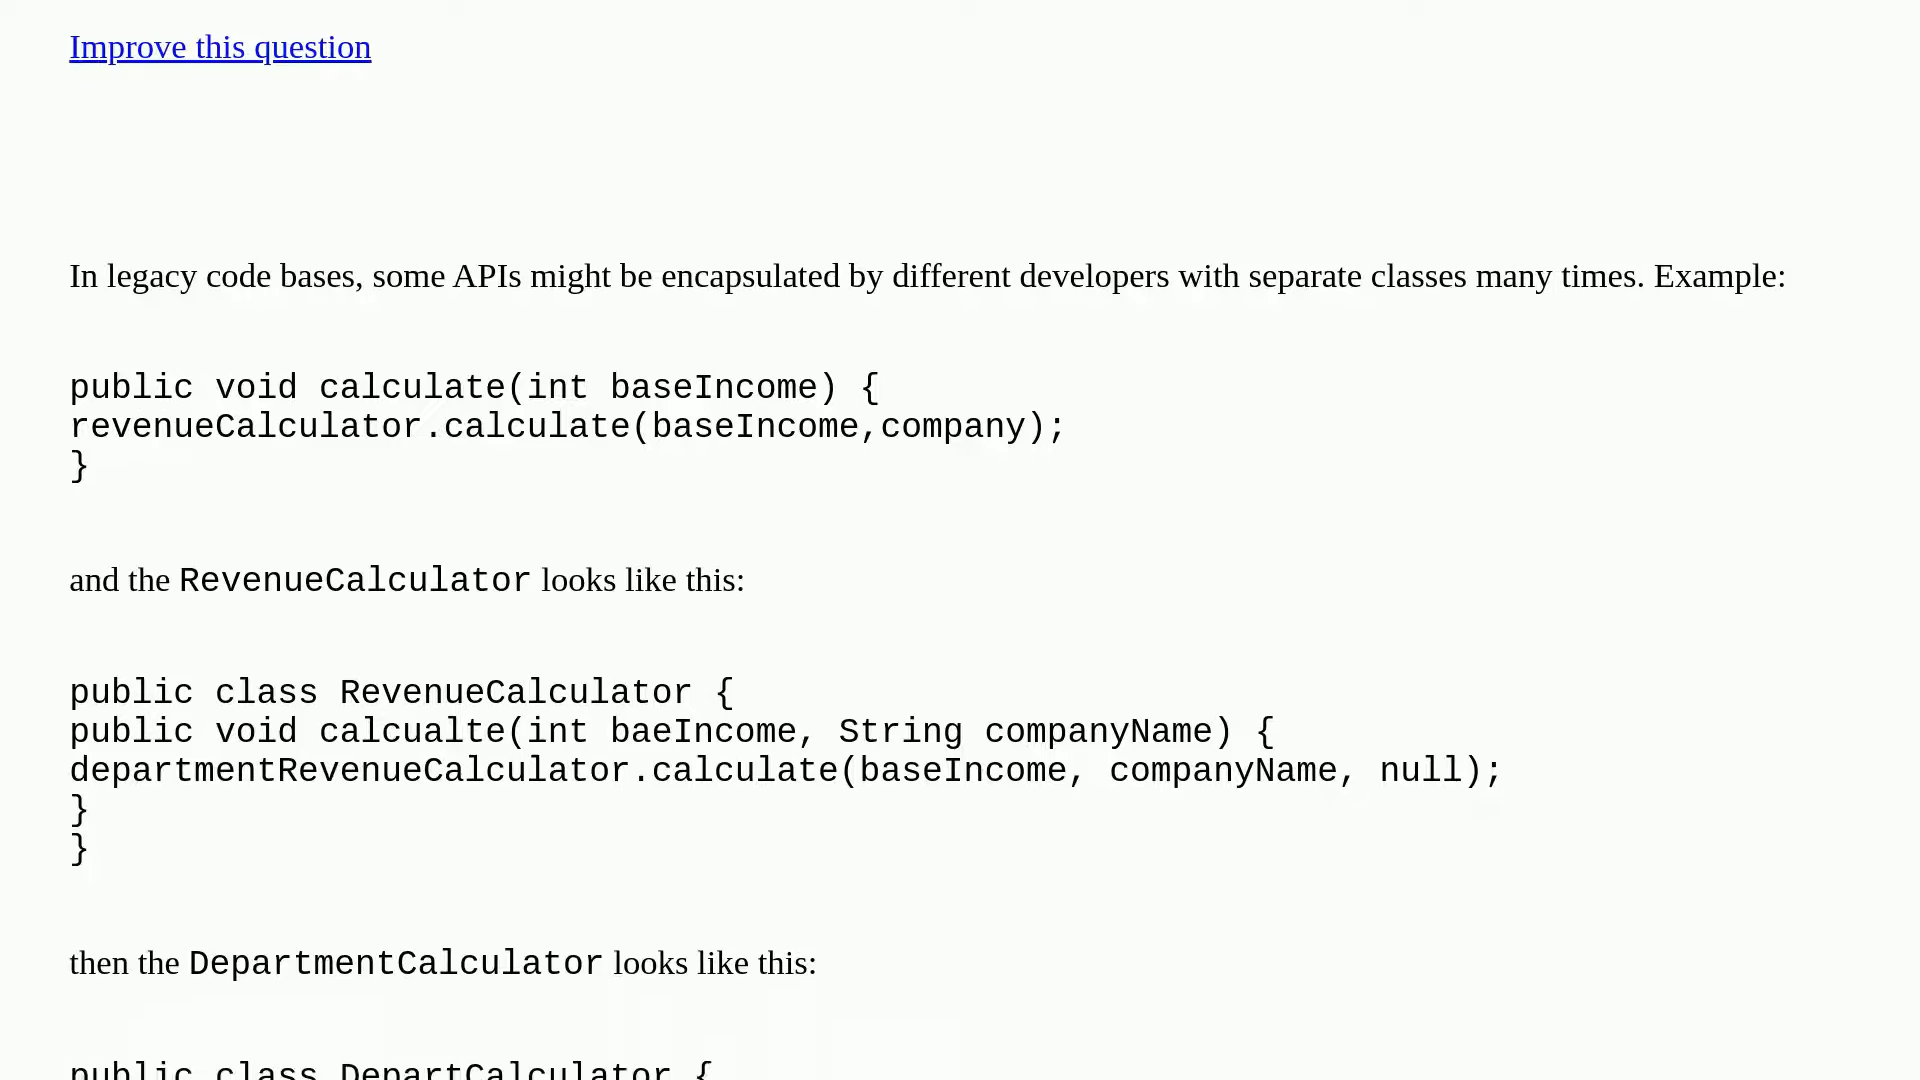 Improve this question
In legacy code bases, some APIs might be encapsulated by different developers with separate classes many times. Example:
public void calculate(int baseIncome) {
revenueCalculator.calculate(baseIncome,company);
}
and the RevenueCalculator looks like this:
public class RevenueCalculator {
public void calcualte(int baeIncome, String companyName) {
departmentRevenueCalculator.calculate(baseIncome, companyName, null);
}
}
then the DepartmentCalculator looks like this:
public class DepartCalculator {